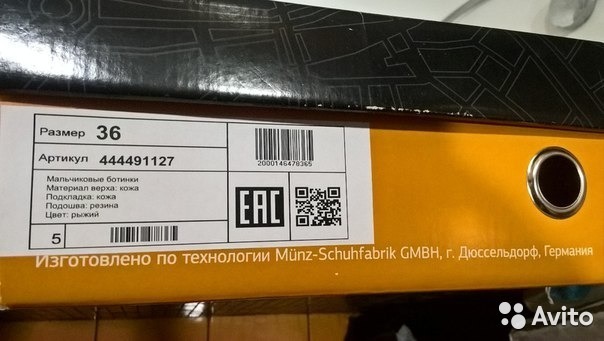 Размер 36
Артикул 444491127
2000146478365
Мальчиковые ботинки
Материал верха: кожа
Подкладка: кожа
Подошва: резина
Цвет: рыжий
EAC
5
Изготовлено по технологии Münz-Schuhfabrik GMBH, г. Дюссельдорф, Германия
Avito